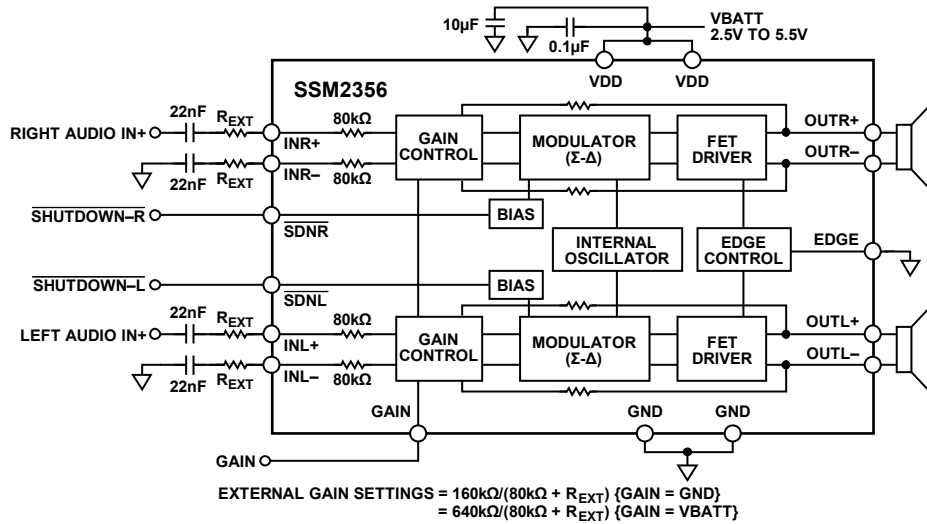 10µF
0.1µF
VBATT
2.5V TO 5.5V
VDD
VDD
SSM2356
22nF
REXT
80kΩ
RIGHT AUDIO IN+
INR+
GAIN
CONTROL
MODULATOR
(Σ-Δ)
FET
DRIVER
OUTR+
OUTR–
22nF
REXT
INR–
80kΩ
SHUTDOWN–R
SDNR
BIAS
INTERNAL
OSCILLATOR
EDGE
CONTROL
EDGE
SHUTDOWN–L
SDNL
BIAS
22nF
REXT
80kΩ
LEFT AUDIO IN+
INL+
GAIN
CONTROL
MODULATOR
(Σ-Δ)
FET
DRIVER
OUTL+
OUTL–
22nF
REXT
INL–
80kΩ
GAIN
GND
GND
GAIN
EXTERNAL GAIN SETTINGS = 160kΩ/(80kΩ + REXT) {GAIN = GND}
= 640kΩ/(80kΩ + REXT) {GAIN = VBATT}